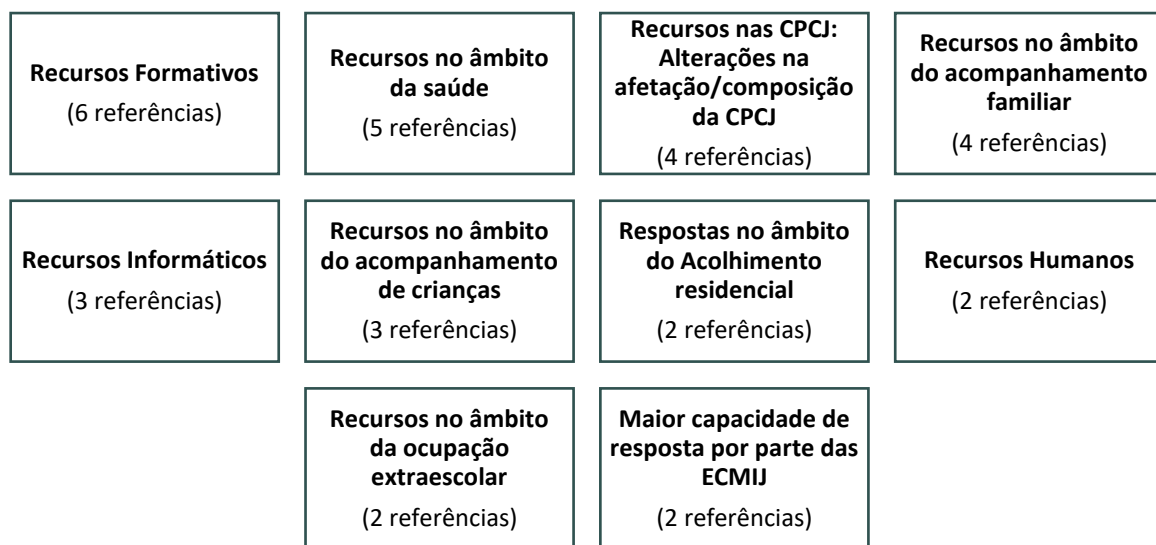 Recursos Formativos
(6 referências)
Recursos no âmbito
da saúde
(5 referências)
Recursos nas CPCJ:
Alterações na
afetação/composição
da CPCJ
(4 referências)
Recursos no âmbito
do acompanhamento
familiar
(4 referências)
Recursos Informáticos
(3 referências)
Recursos no âmbito
do acompanhamento
de crianças
(3 referências)
Respostas no âmbito
do Acolhimento
residencial
(2 referências)
Recursos Humanos
(2 referências)
Recursos no âmbito
da ocupação
extraescolar
(2 referências)
Maior capacidade de
resposta por parte das
ECMIJ
(2 referências)